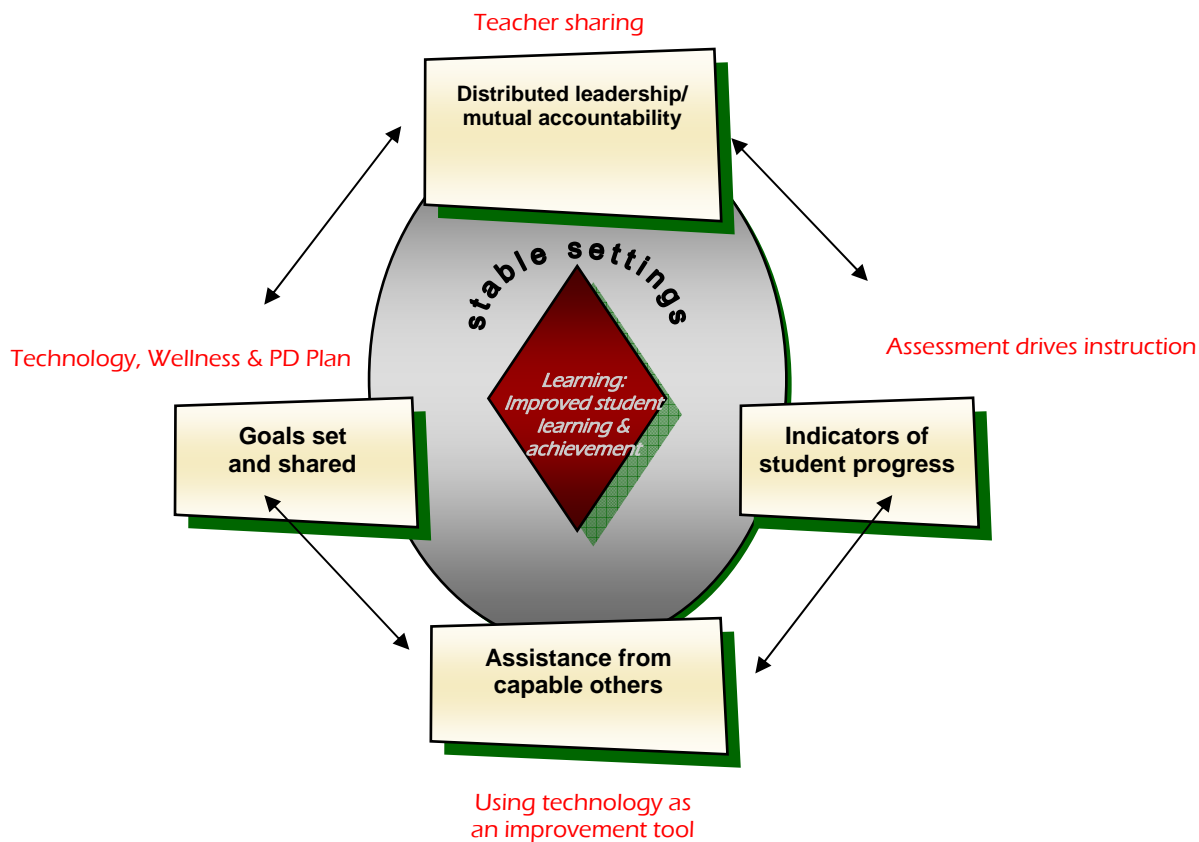 Teacher sharing
Distributed leadership/
mutual accountability
stable settings
Technology, Wellness & PD Plan
Assessment drives instruction
Learning:
Improved student
learning &
achievement
Goals set
and shared
Indicators of
student progress
Assistance from
capable others
Using technology as
an improvement tool